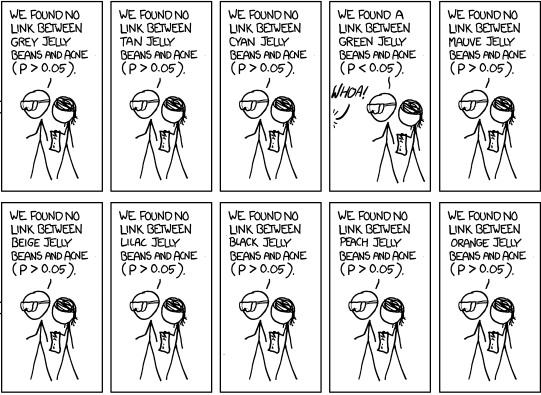 WE FOUND NO
LINK BETWEEN
GREY JELLY
BEANS AND ACNE
(P > 0.05).
WE FOUND NO
LINK BETWEEN
TAN JELLY
BEANS AND ACNE
(P > 0.05).
WE FOUND NO
LINK BETWEEN
CYAN JELLY
BEANS AND ACNE
(P > 0.05).
WE FOUND A
LINK BETWEEN
GREEN JELLY
BEANS AND ACNE
(P < 0.05).
WHOA!
WE FOUND NO
LINK BETWEEN
MAUVE JELLY
BEANS AND ACNE
(P > 0.05).
WE FOUND NO
LINK BETWEEN
BEIGE JELLY
BEANS AND ACNE
(P > 0.05).
WE FOUND NO
LINK BETWEEN
LILAC JELLY
BEANS AND ACNE
(P > 0.05).
WE FOUND NO
LINK BETWEEN
BLACK JELLY
BEANS AND ACNE
(P > 0.05).
WE FOUND NO
LINK BETWEEN
PEACH JELLY
BEANS AND ACNE
(P > 0.05).
WE FOUND NO
LINK BETWEEN
ORANGE JELLY
BEANS AND ACNE
(P > 0.05).